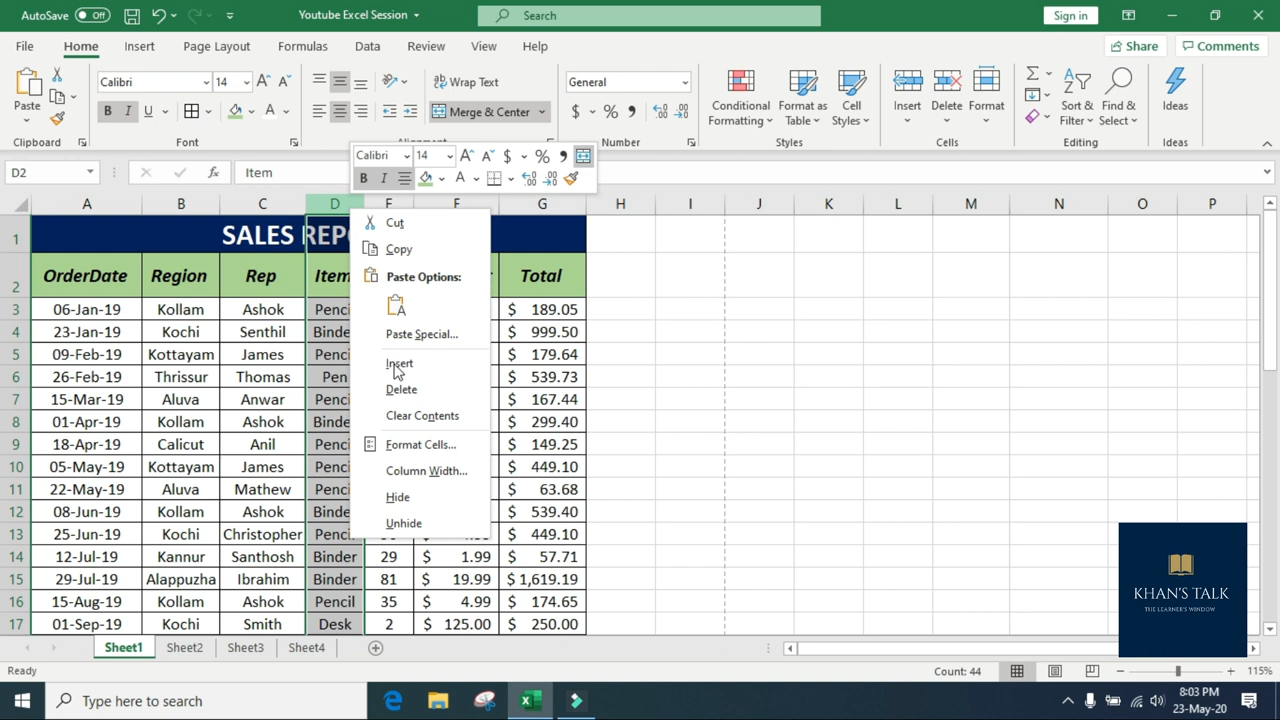 AutoSave Off Youtube Excel Session Search Sign in
File Home Insert Page Layout Formulas Data Review View Help Share Comments
Paste Calibri 14 B I U A Wrap Text Merge & Center General $ % , Conditional Formatting Format as Table Cell Styles Insert Delete Format Sort & Filter Find & Select Ideas
Clipboard Font Alignment Number Styles Cells Editing Ideas
Calibri 14 $ % ,
B I A
D2 fx Item
A B C D E F G H I J K L M N O P
1 SALES REPO
2 OrderDate Region Rep Item Total
3 06-Jan-19 Kollam Ashok Penci $ 189.05
4 23-Jan-19 Kochi Senthil Binde $ 999.50
5 09-Feb-19 Kottayam James Penci $ 179.64
6 26-Feb-19 Thrissur Thomas Pen $ 539.73
7 15-Mar-19 Aluva Anwar Penci $ 167.44
8 01-Apr-19 Kollam Ashok Binde $ 299.40
9 18-Apr-19 Calicut Anil Penci $ 149.25
10 05-May-19 Kottayam James Penci $ 449.10
11 22-May-19 Aluva Mathew Penci $ 63.68
12 08-Jun-19 Kollam Ashok Binde $ 539.40
13 25-Jun-19 Kochi Christopher Penci $ 449.10
14 12-Jul-19 Kannur Santhosh Binder 29 $ 1.99 $ 57.71
15 29-Jul-19 Alappuzha Ibrahim Binder 81 $ 19.99 $ 1,619.19
16 15-Aug-19 Kollam Ashok Pencil 35 $ 4.99 $ 174.65
17 01-Sep-19 Kochi Smith Desk 2 $ 125.00 $ 250.00
Cut
Copy
Paste Options:
Paste Special...
Insert
Delete
Clear Contents
Format Cells...
Column Width...
Hide
Unhide
KHAN'S TALK
THE LEARNER'S WINDOW
Sheet1 Sheet2 Sheet3 Sheet4
Ready Count: 44 115%
Type here to search 8:03 PM
23-May-20